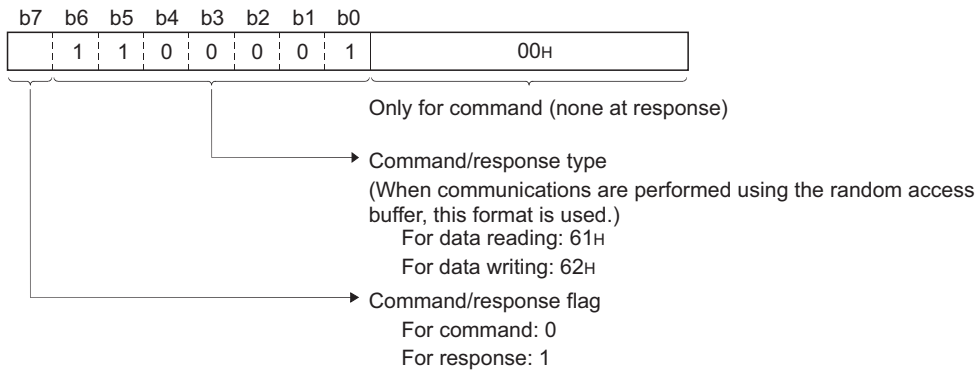 b7 b6 b5 b4 b3 b2 b1 b0
1 1 0 0 0 0 1 00H
Only for command (none at response)
Command/response type
(When communications are performed using the random access
buffer, this format is used.)
For data reading: 61H
For data writing: 62H
Command/response flag
For command: 0
For response: 1